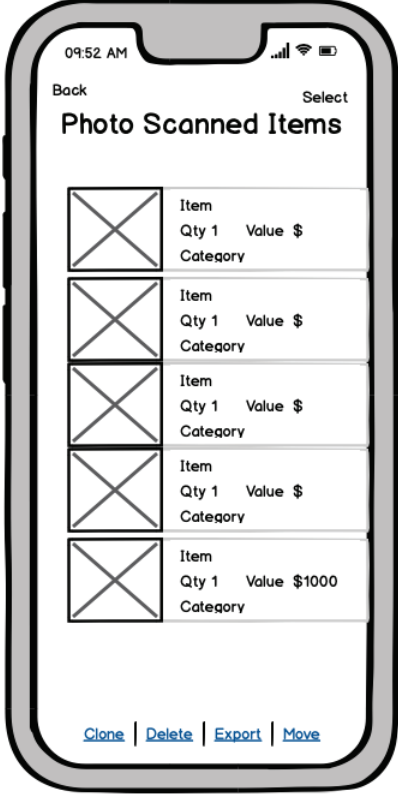 09:52 AM
Back
Select
Photo Scanned Items
Item
Qty 1 Value $
Category
Item
Qty 1 Value $
Category
Item
Qty 1 Value $
Category
Item
Qty 1 Value $
Category
Item
Qty 1 Value $1000
Category
Clone | Delete | Export | Move